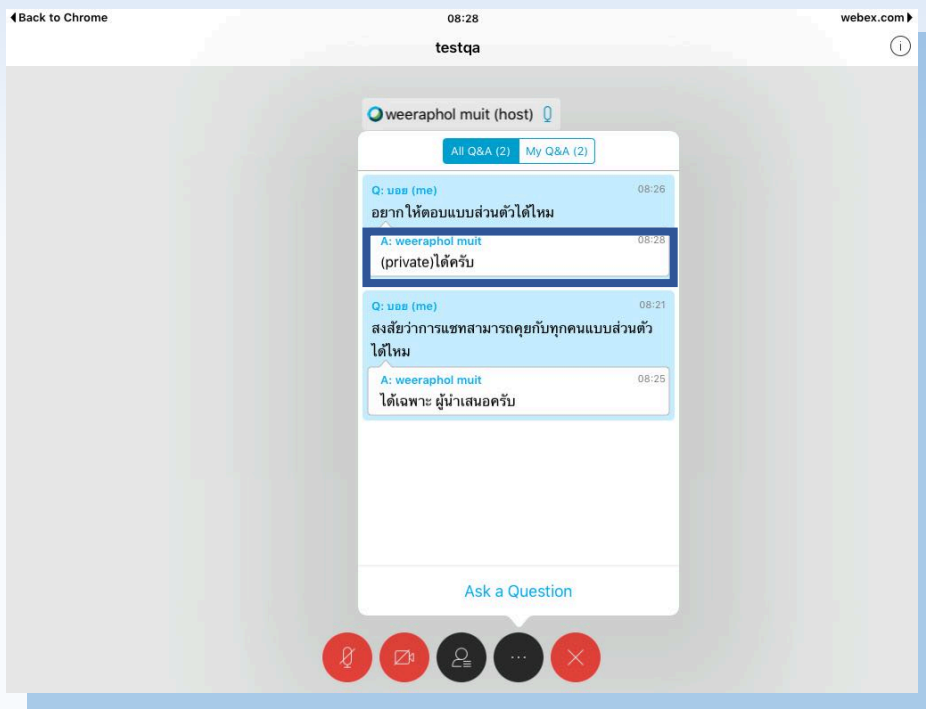 Back to Chrome
08:28
webex.com
testqa
weeraphol muit (host)
All Q&A (2)
My Q&A (2)
Q: บอย (me)
08:26
อยากให้ตอบแบบส่วนตัวได้ไหม
A: weeraphol muit
08:28
(private)ได้ครับ
Q: บอย (me)
08:21
สงสัยว่าการแชทสามารถคุยกับทุกคนแบบส่วนตัว
ได้ไหม
A: weeraphol muit
08:25
ได้เฉพาะ ผู้นำเสนอครับ
Ask a Question